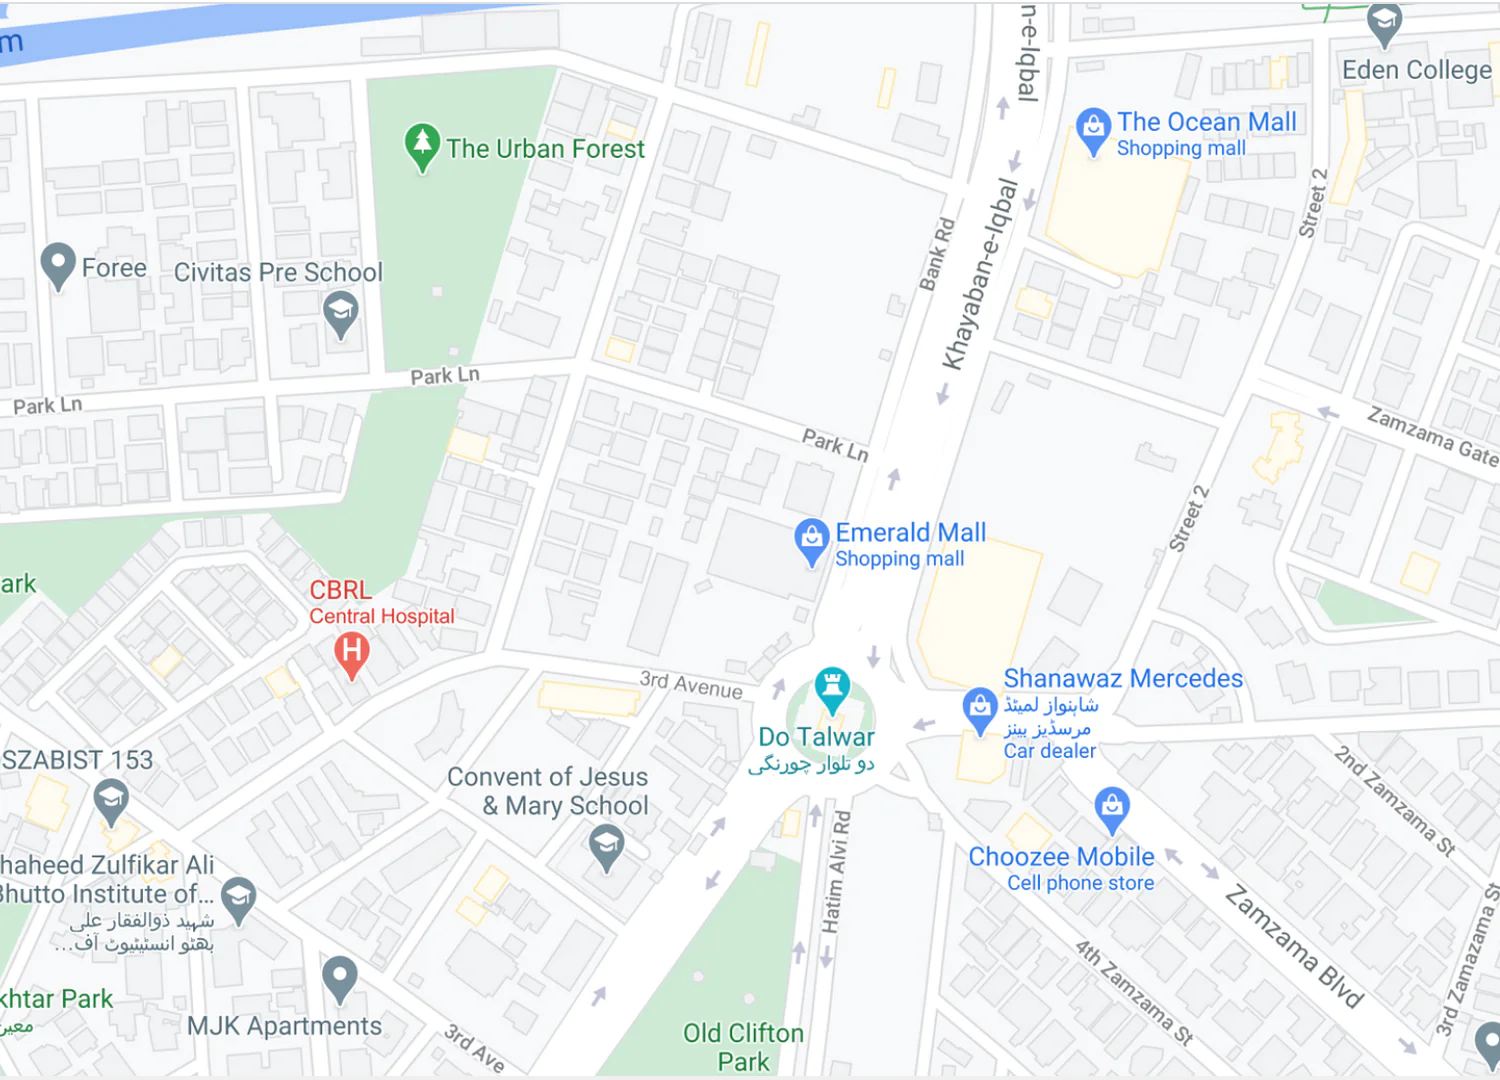 m
n-e-Iqbal
Eden College
The Ocean Mall
Shopping mall
The Urban Forest
Street 2
Bank Rd
Khayaban-e-Iqbal
Foree
Civitas Pre School
Park Ln
Park Ln
Park Ln
Zamzama Gate
Street 2
Emerald Mall
Shopping mall
ark
CBRL
Central Hospital
H
3rd Avenue
Shanawaz Mercedes
شاہنواز لمیٹڈ
مرسڈیز بینز
Car dealer
Do Talwar
دو تلوار چورنگی
SZABIST 153
Convent of Jesus
& Mary School
2nd Zamzama St
Choozee Mobile
Cell phone store
Hatim Alvi Rd
haheed Zulfikar Ali
Bhutto Institute of...
شہید ذوالفقار علی
بھٹو انسٹیٹیوٹ آف...
Zamzama Blvd
4th Zamzama St
3rd Zamazama St
khtar Park
معین
MJK Apartments
3rd Ave
Old Clifton
Park